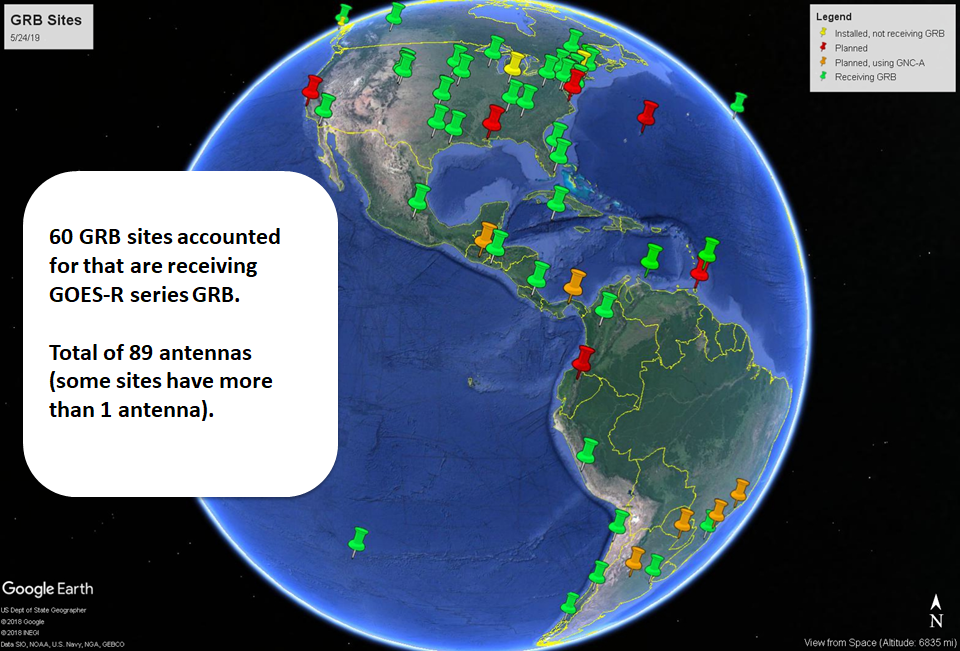 GRB Sites
5/24/19
Legend
Installed, not receiving GRB
Planned
Planned, using GNC-A
Receiving GRB
60 GRB sites accounted
for that are receiving
GOES-R series GRB.
Total of 89 antennas
(some sites have more
than 1 antenna).
Google Earth
US Dept of State Geographer
©2018 Google
©2018 INEGI
Data SIO, NOAA, U.S. Navy, NGA, GEBCO
N
View from Space (Altitude: 6835 mi)